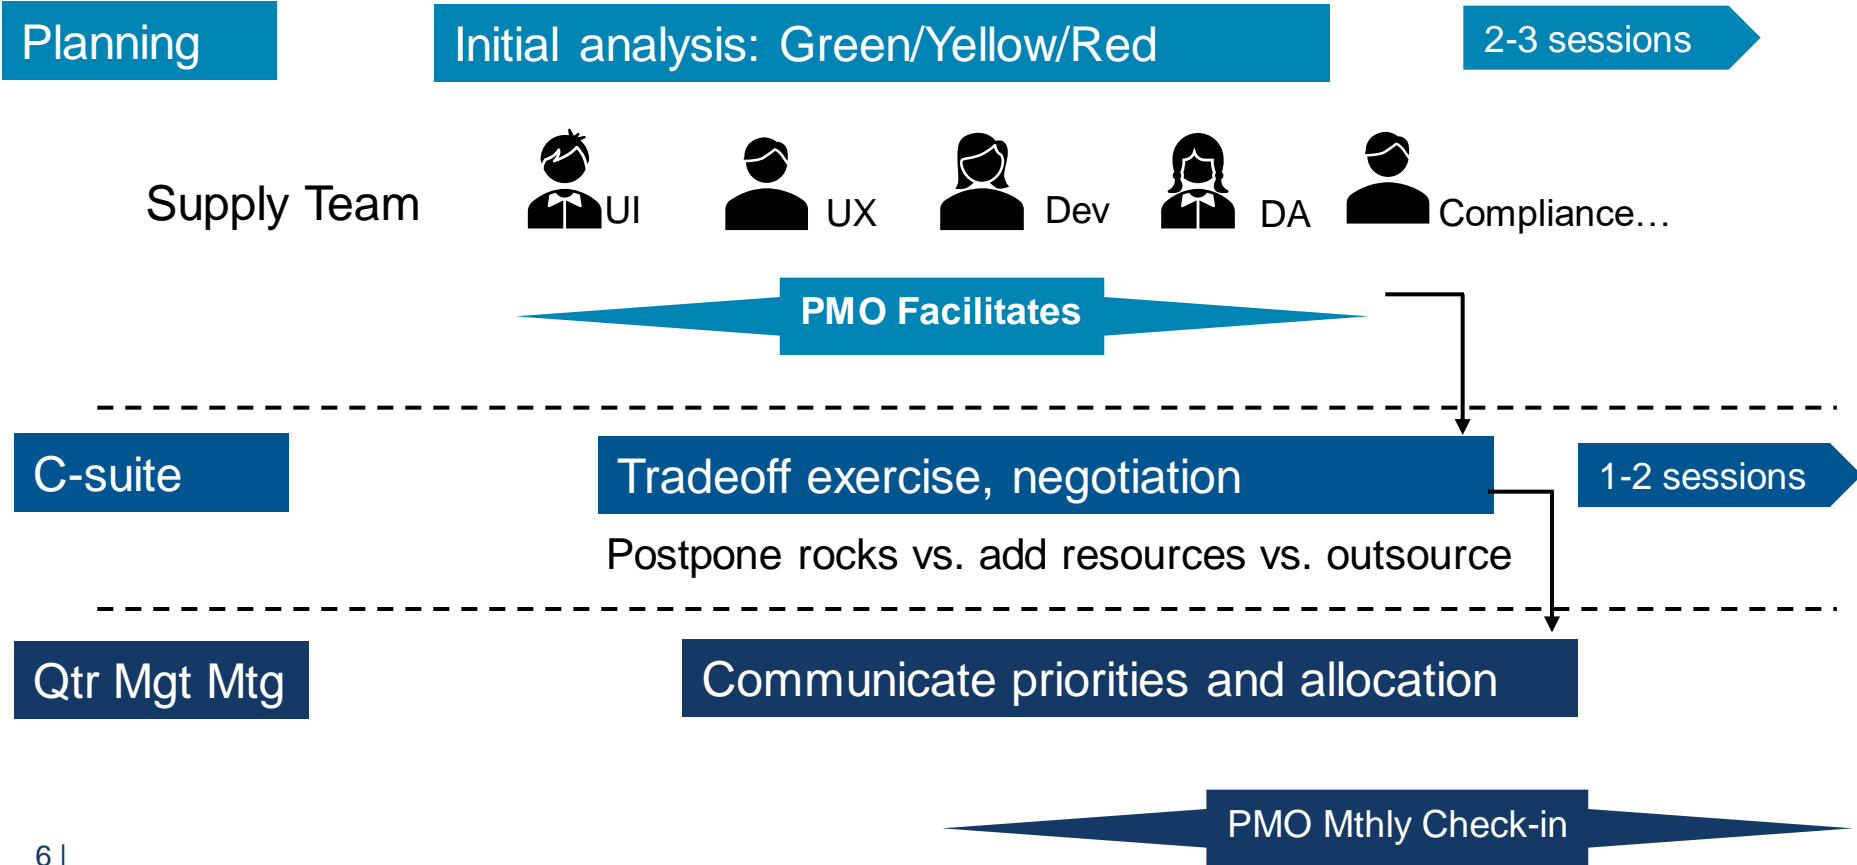 Planning
Initial analysis: Green/Yellow/Red
2-3 sessions
Supply Team
UI
UX
Dev
DA
Compliance…
PMO Facilitates
C-suite
Tradeoff exercise, negotiation
1-2 sessions
Postpone rocks vs. add resources vs. outsource
Qtr Mgt Mtg
Communicate priorities and allocation
PMO Mthly Check-in
6 |